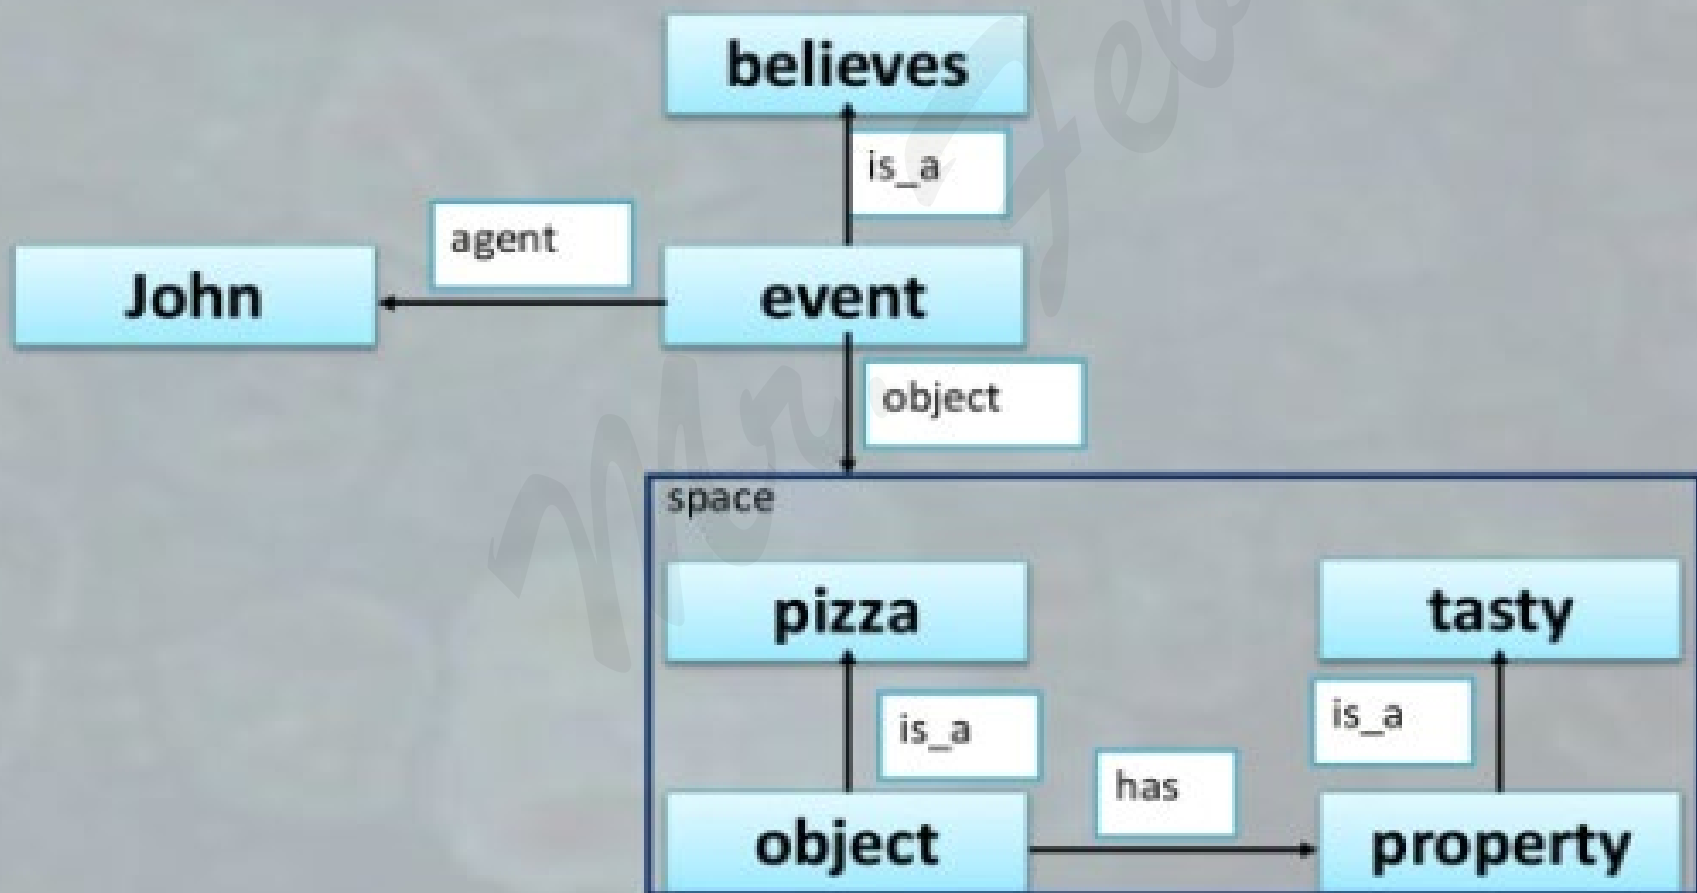 believes
is_a
agent
John
event
object
space
pizza
tasty
is_a
is_a
has
object
property